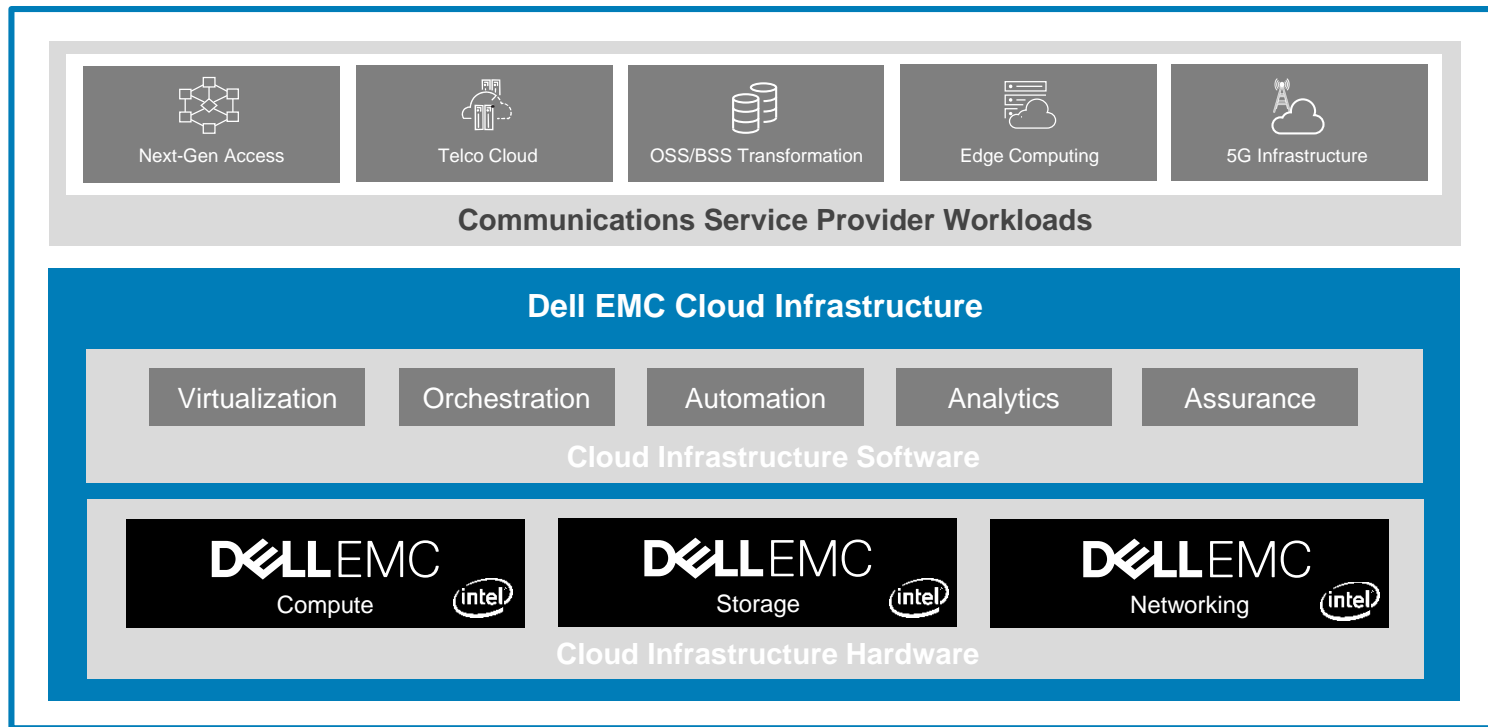 Next-Gen Access
Telco Cloud
OSS/BSS Transformation
Edge Computing
5G Infrastructure
Communications Service Provider Workloads
Dell EMC Cloud Infrastructure
Virtualization
Orchestration
Automation
Analytics
Assurance
Cloud Infrastructure Software
DELLEMC
Compute
intel
DELLEMC
Storage
intel
DELLEMC
Networking
intel
Cloud Infrastructure Hardware